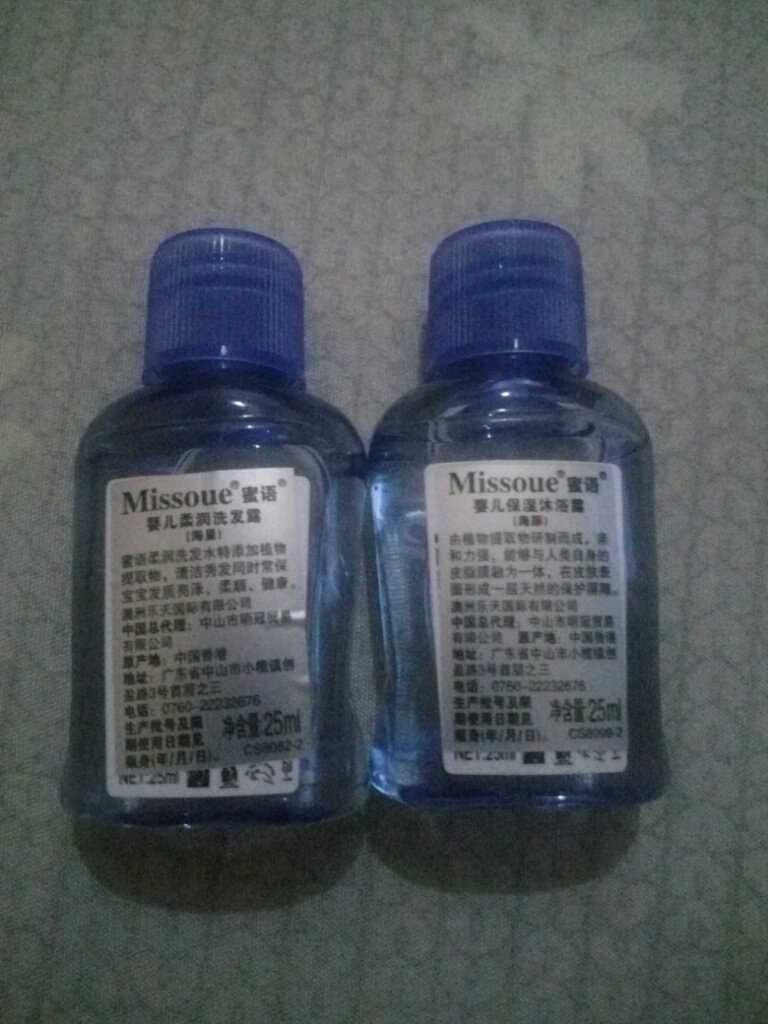 Missoue® 蜜语®
婴儿柔润洗发露
(海星)
蜜语柔润洗发水特添加植物
提取物。清洁秀发同时常保
宝宝发质亮泽、柔顺、健康。
澳洲乐天国际有限公司
中国总代理：中山市明冠贸易
有限公司
原产地：中国香港
地址：广东省中山市小榄镇创
盈路3号首层之三
电话：0760-22232676
生产批号及限
期使用日期见
瓶身(年/月/日)。
净含量:25ml
CS8082-2
NET:25ml
Missoue® 蜜语®
婴儿保湿沐浴露
(海豚)
由植物提取物研制而成。亲
和力强、能够与人类自身的
皮脂膜融为一体。在皮肤表
面形成一层天然的保护屏障。
澳洲乐天国际有限公司
中国总代理：中山市明冠贸易
有限公司 原产地：中国香港
地址：广东省中山市小榄镇创
盈路3号首层之三
电话：0760-22232676
生产批号及限
期使用日期见
瓶身(年/月/日)。
净含量:25ml
CS8099-2
NET:25ml